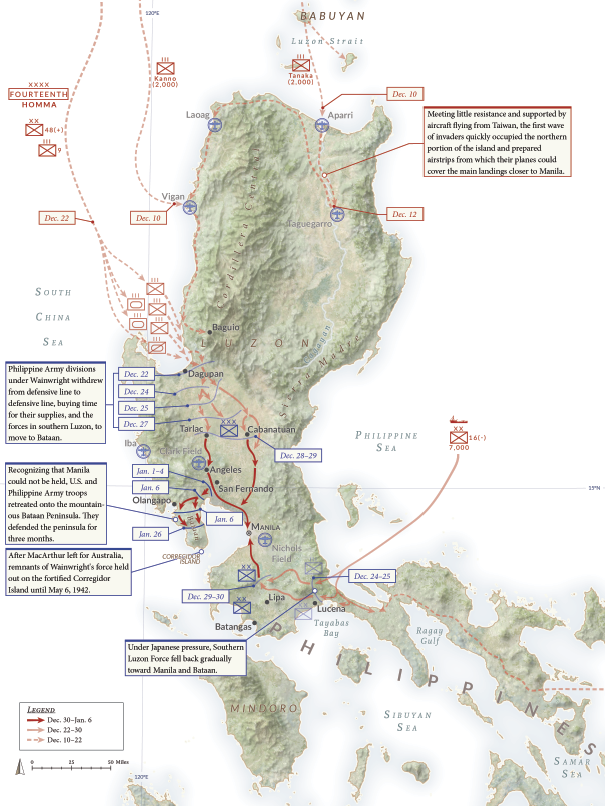 120°E
BABUYAN
Luzon Strait
III
Kanno
(2,000)
III
Tanaka
(2,000)
XXXX
FOURTEENTH
HOMMA
XX
48(+)
III
9
Dec. 10
Laoag
Aparri
Meeting little resistance and supported by
aircraft flying from Taiwan, the first wave
of invaders quickly occupied the northern
portion of the island and prepared
airstrips from which their planes could
cover the main landings closer to Manila.
Vigan
Dec. 22
Dec. 10
Dec. 12
Tuguegarro
Cordillera Central
SOUTH
CHINA
SEA
III
III
III
III
III
Baguio
LUZON
Cagayan
Sierra Madre
Philippine Army divisions
under Wainwright withdrew
from defensive line to
defensive line, buying time
for their supplies, and the
forces in southern Luzon, to
move to Bataan.
Dec. 22
Dec. 24
Dec. 25
Dec. 27
Dagupan
XXX
Tarlac
Cabanatuan
PHILIPPINE
SEA
XX
16(-)
7,000
Iba
Clark Field
Dec. 28–29
Recognizing that Manila
could not be held, U.S. and
Philippine Army troops
retreated onto the mountain-
ous Bataan Peninsula. They
defended the peninsula for
three months.
Jan. 1–4
Jan. 6
Angeles
San Fernando
Olangapo
15°N
Jan. 6
Jan. 26
MANILA
Nichols
Field
CORREGIDOR
ISLAND
After MacArthur left for Australia,
remnants of Wainwright's force held
out on the fortified Corregidor
Island until May 6, 1942.
XX
Dec. 24–25
Dec. 29–30
XX
Lipa
Lucena
Batangas
Tayabas
Bay
Ragay
Gulf
Under Japanese pressure, Southern
Luzon Force fell back gradually
toward Manila and Bataan.
PHILIPPINES
MINDORO
SIBUYAN
SEA
SAMAR
SEA
LEGEND
Dec. 30–Jan. 6
Dec. 22–30
Dec. 10–22
0 25 50 Miles
120°E